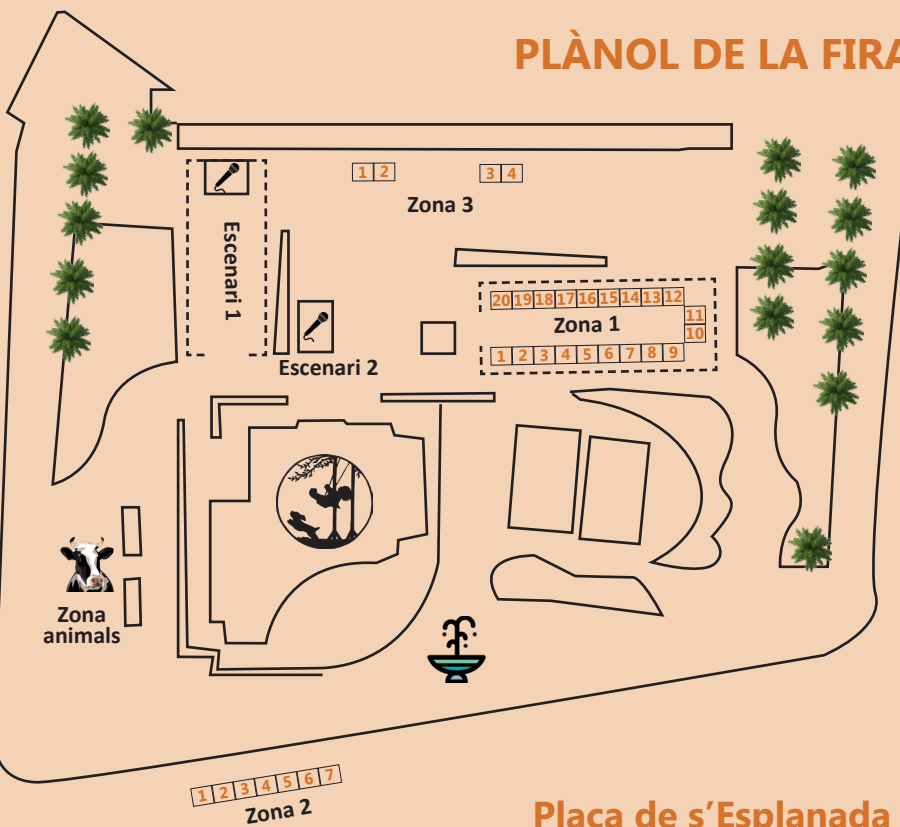 PLÀNOL DE LA FIRA
1 2
3 4
Zona 3
Escenari 1
20 19 18 17 16 15 14 13 12
Zona 1
11
10
1 2 3 4 5 6 7 8 9
Escenari 2
Zona
animals
1 2 3 4 5 6 7
Zona 2
Plaça de s’Esplanada